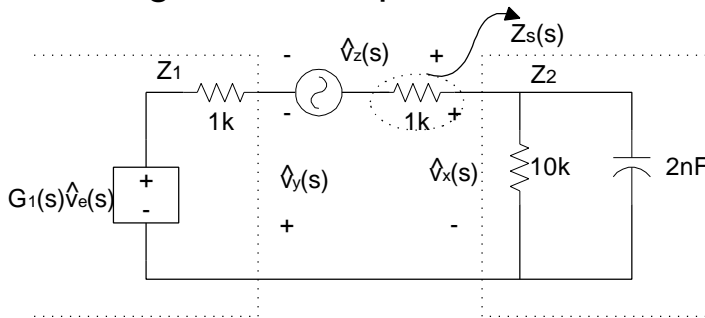 Z1
-
v̂z(s)
+
Zs(s)
Z2
1k
-
1k
+
G1(s)v̂e(s)
+
-
v̂y(s)
+
v̂x(s)
-
10k
2nF